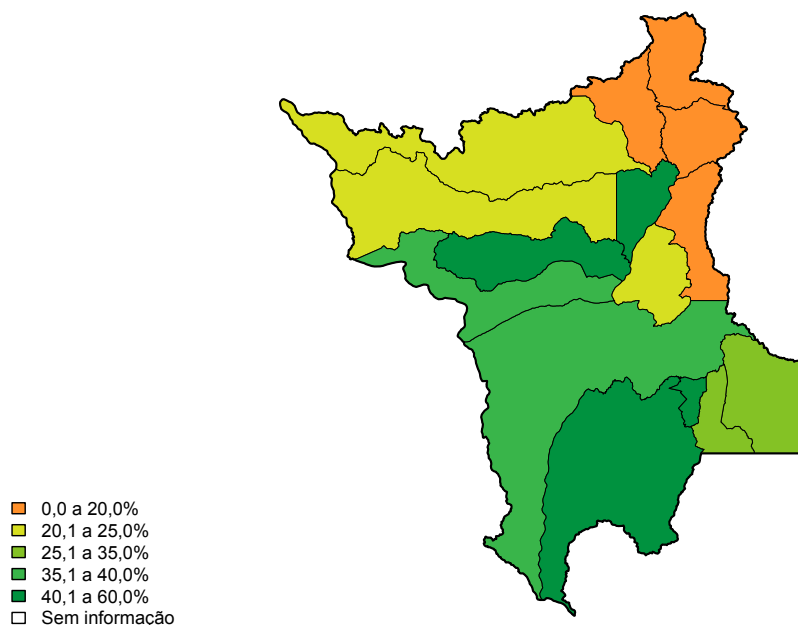 0,0 a 20,0%
20,1 a 25,0%
25,1 a 35,0%
35,1 a 40,0%
40,1 a 60,0%
Sem informação